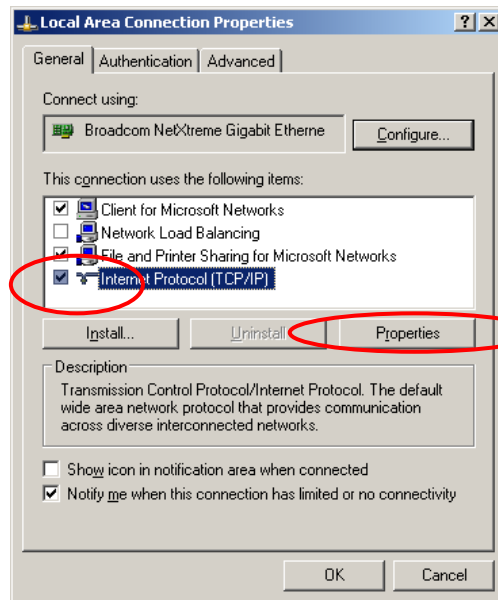 Local Area Connection Properties
General Authentication Advanced
Connect using:
Broadcom NetXtreme Gigabit Etherne Configure...
This connection uses the following items:
Client for Microsoft Networks
Network Load Balancing
File and Printer Sharing for Microsoft Networks
Internet Protocol (TCP/IP)
Install... Uninstall Properties
Description
Transmission Control Protocol/Internet Protocol. The default
wide area network protocol that provides communication
across diverse interconnected networks.
Show icon in notification area when connected
Notify me when this connection has limited or no connectivity
OK Cancel